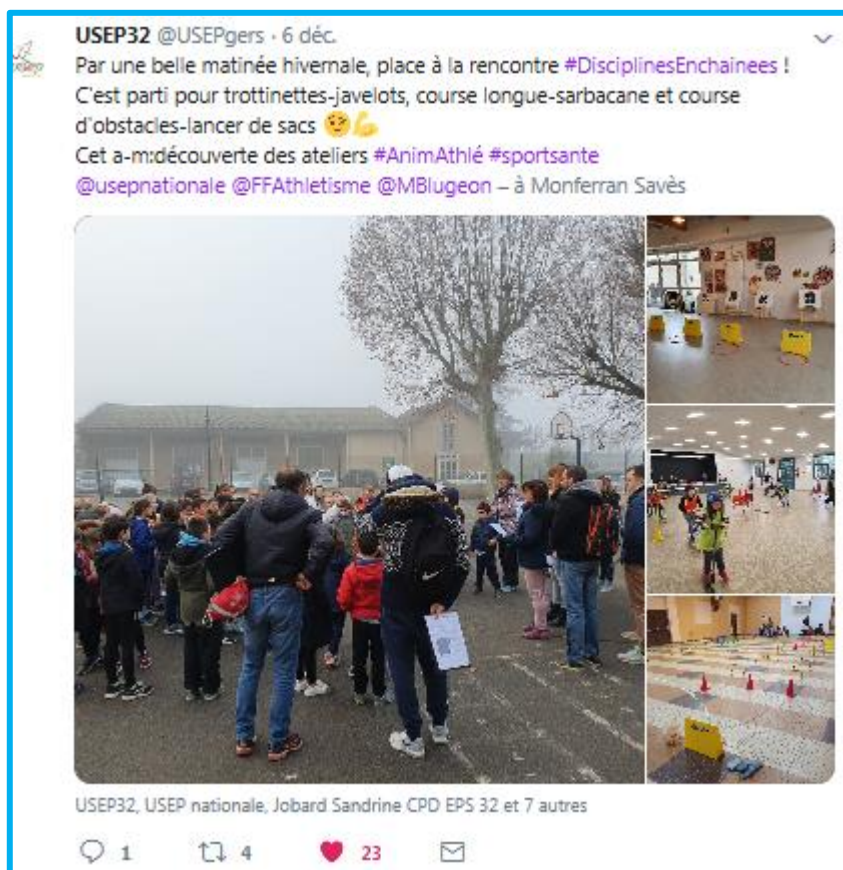 USEP32 @USEPgers · 6 déc.
Par une belle matinée hivernale, place à la rencontre #DisciplinesEnchainees !
C'est parti pour trottinettes-javelots, course longue-sarbacane et course
d'obstacles-lancer de sacs 🤔💪
Cet a-m:découverte des ateliers #AnimAthlé #sportsante
@usepnationale @FFAthletisme @MBlugeon – à Monferran Savès
USEP32, USEP nationale, Jobard Sandrine CPD EPS 32 et 7 autres
1 4 23